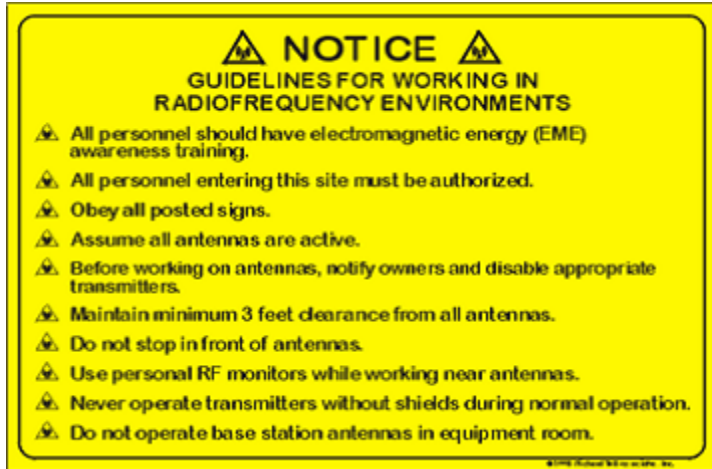 NOTICE
GUIDELINES FOR WORKING IN
RADIOFREQUENCY ENVIRONMENTS
All personnel should have electromagnetic energy (EME)
awareness training.
All personnel entering this site must be authorized.
Obey all posted signs.
Assume all antennas are active.
Before working on antennas, notify owners and disable appropriate
transmitters.
Maintain minimum 3 feet clearance from all antennas.
Do not stop in front of antennas.
Use personal RF monitors while working near antennas.
Never operate transmitters without shields during normal operation.
Do not operate base station antennas in equipment room.